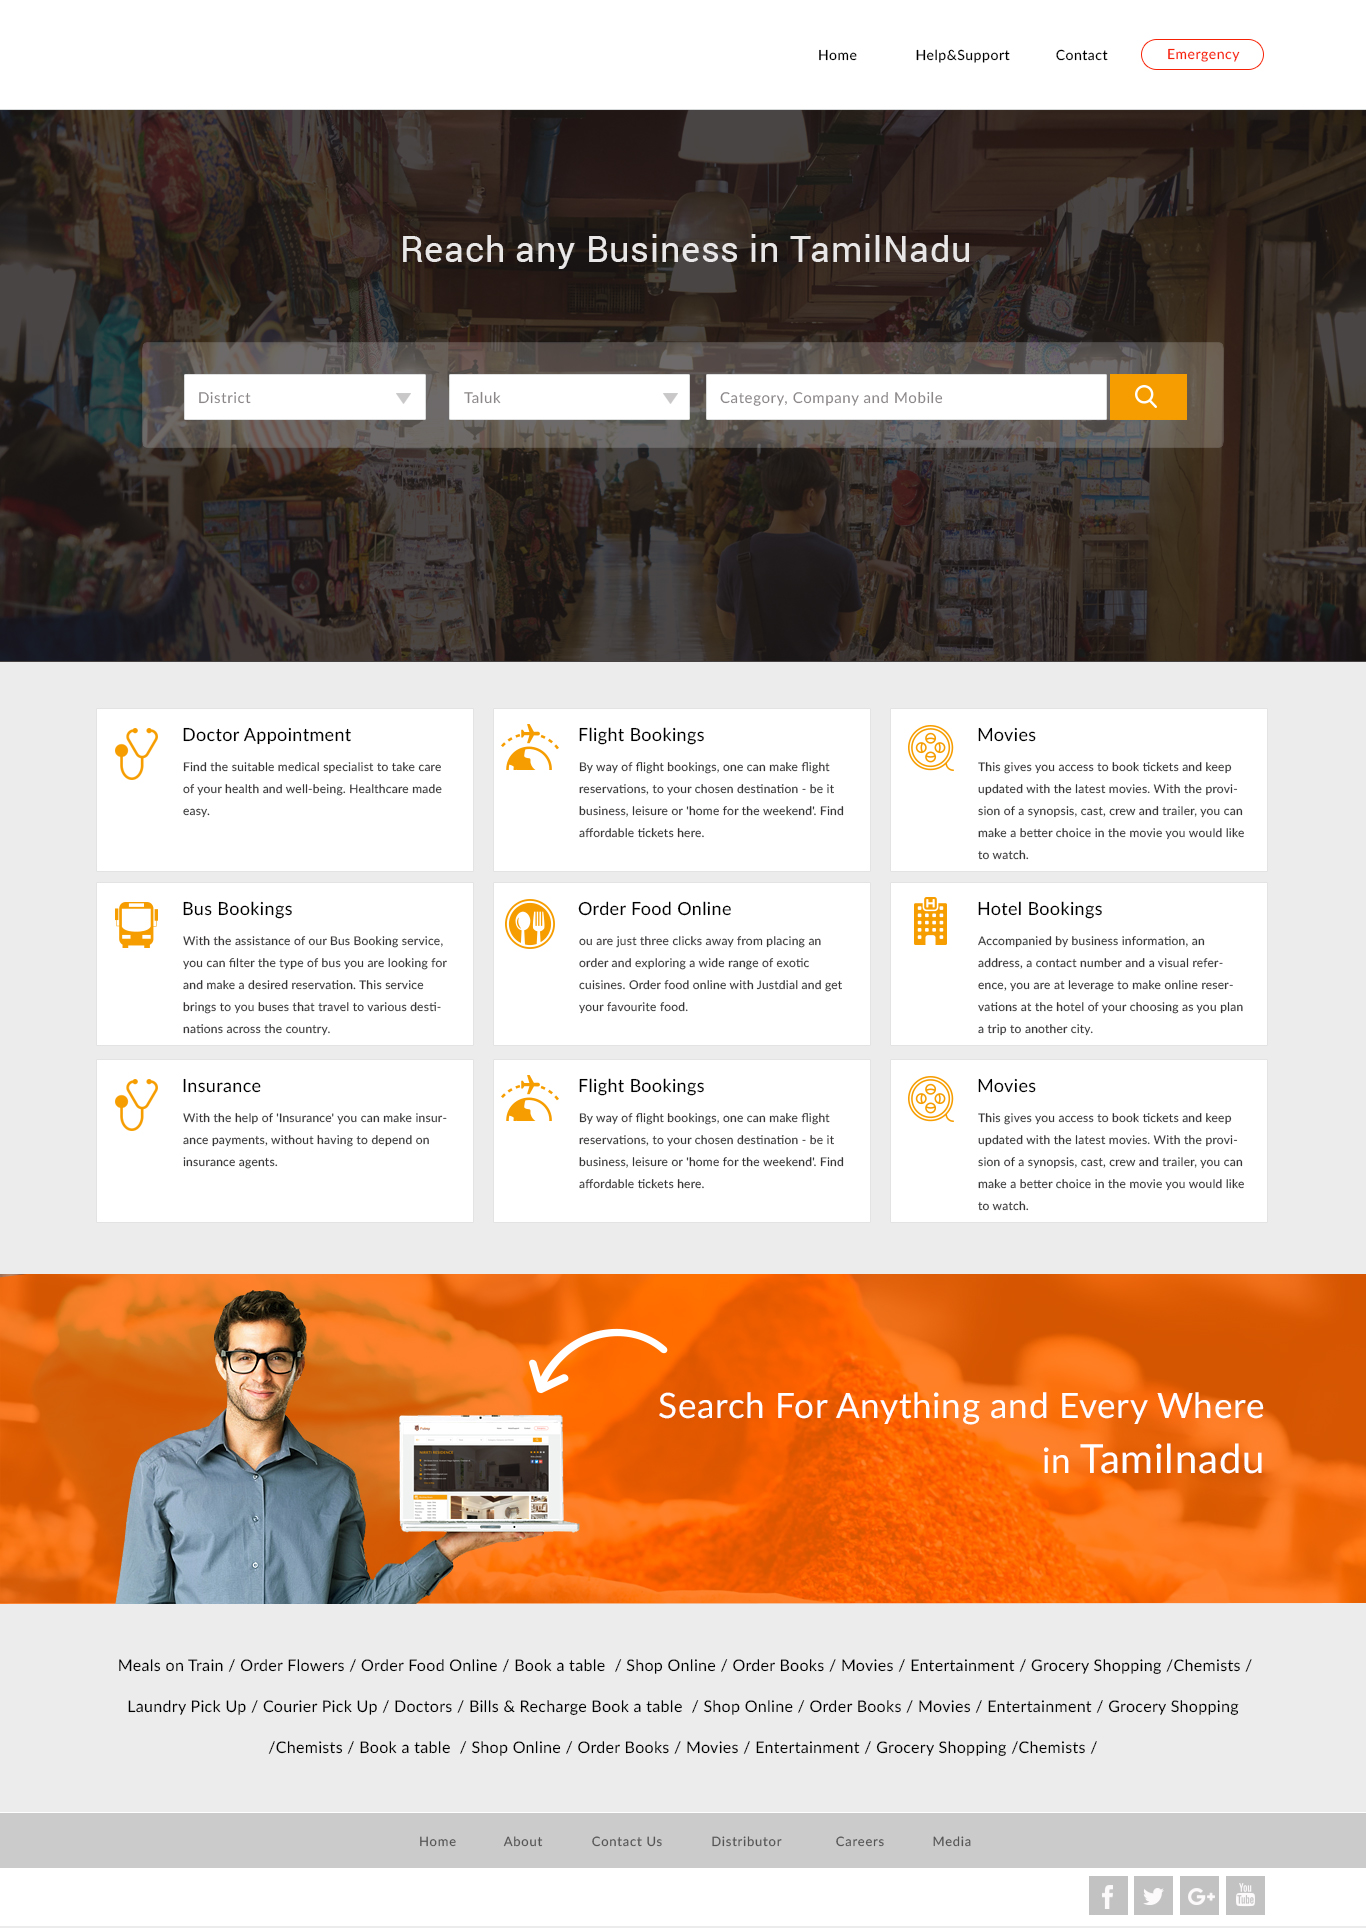 Home Help&Support Contact Emergency
Reach any Business in TamilNadu
District Taluk Category, Company and Mobile
Doctor Appointment
Find the suitable medical specialist to take care
of your health and well-being. Healthcare made
easy.
Flight Bookings
By way of flight bookings, one can make flight
reservations, to your chosen destination - be it
business, leisure or 'home for the weekend'. Find
affordable tickets here.
Movies
This gives you access to book tickets and keep
updated with the latest movies. With the provi-
sion of a synopsis, cast, crew and trailer, you can
make a better choice in the movie you would like
to watch.
Bus Bookings
With the assistance of our Bus Booking service,
you can filter the type of bus you are looking for
and make a desired reservation. This service
brings to you buses that travel to various desti-
nations across the country.
Order Food Online
ou are just three clicks away from placing an
order and exploring a wide range of exotic
cuisines. Order food online with Justdial and get
your favourite food.
H
Hotel Bookings
Accompanied by business information, an
address, a contact number and a visual refer-
ence, you are at leverage to make online reser-
vations at the hotel of your choosing as you plan
a trip to another city.
Insurance
With the help of 'Insurance' you can make insur-
ance payments, without having to depend on
insurance agents.
Flight Bookings
By way of flight bookings, one can make flight
reservations, to your chosen destination - be it
business, leisure or 'home for the weekend'. Find
affordable tickets here.
Movies
This gives you access to book tickets and keep
updated with the latest movies. With the provi-
sion of a synopsis, cast, crew and trailer, you can
make a better choice in the movie you would like
to watch.
Search For Anything and Every Where
in Tamilnadu
Meals on Train / Order Flowers / Order Food Online / Book a table / Shop Online / Order Books / Movies / Entertainment / Grocery Shopping /Chemists /
Laundry Pick Up / Courier Pick Up / Doctors / Bills & Recharge Book a table / Shop Online / Order Books / Movies / Entertainment / Grocery Shopping
/Chemists / Book a table / Shop Online / Order Books / Movies / Entertainment / Grocery Shopping /Chemists /
Home About Contact Us Distributor Careers Media
f G+ You Tube